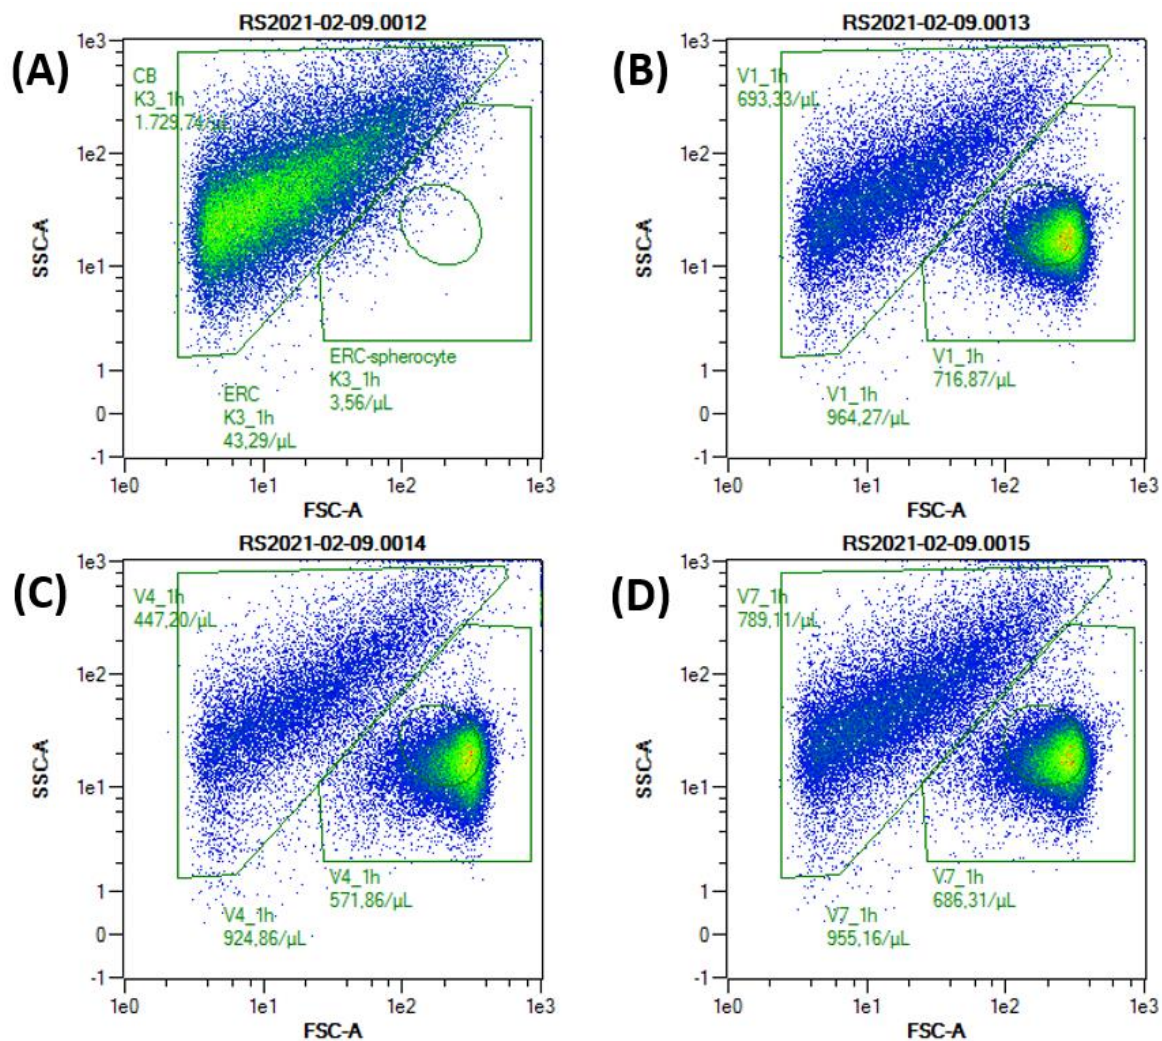 RS2021-02-09.0012
(A)
1e3
CB
K3_1h
1.729,74/µL
1e2
SSC-A
1e1
ERC-spherocyte
K3_1h
3,56/µL
1
ERC
K3_1h
43,29/µL
0
-1
1e0 1e1 1e2 1e3
FSC-A
RS2021-02-09.0013
(B)
1e3
V1_1h
693,33/µL
1e2
SSC-A
1e1
V1_1h
716,87/µL
1
V1_1h
964,27/µL
0
-1
1e0 1e1 1e2 1e3
FSC-A
RS2021-02-09.0014
(C)
1e3
V4_1h
447,20/µL
1e2
SSC-A
1e1
V4_1h
571,86/µL
1
V4_1h
924,86/µL
0
-1
1e0 1e1 1e2 1e3
FSC-A
RS2021-02-09.0015
(D)
1e3
V7_1h
789,11/µL
1e2
SSC-A
1e1
V7_1h
686,31/µL
1
V7_1h
955,16/µL
0
-1
1e0 1e1 1e2 1e3
FSC-A